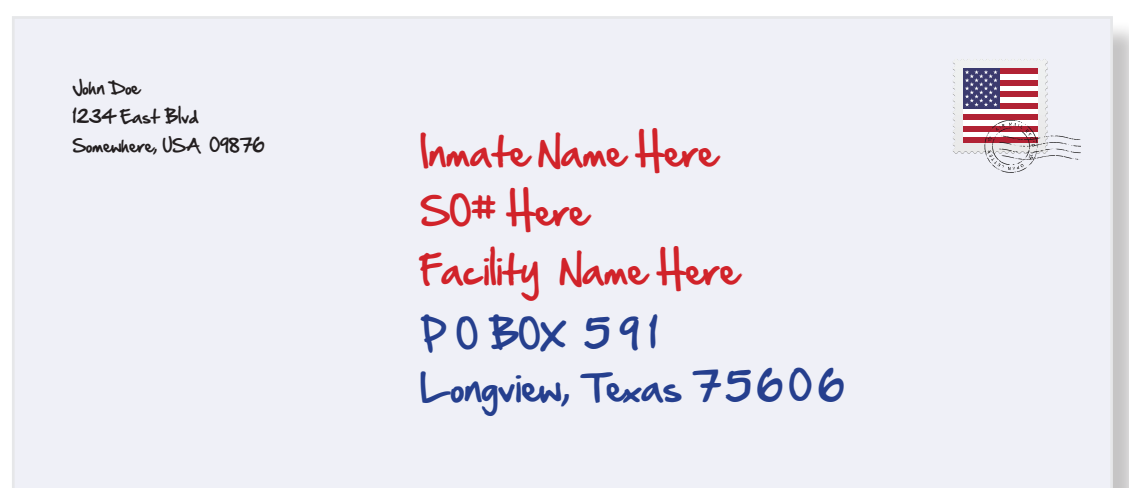 John Doe
1234 East Blvd
Somewhere, USA 09876
Inmate Name Here
SO# Here
Facility Name Here
P O BOX 591
Longview, Texas 75606